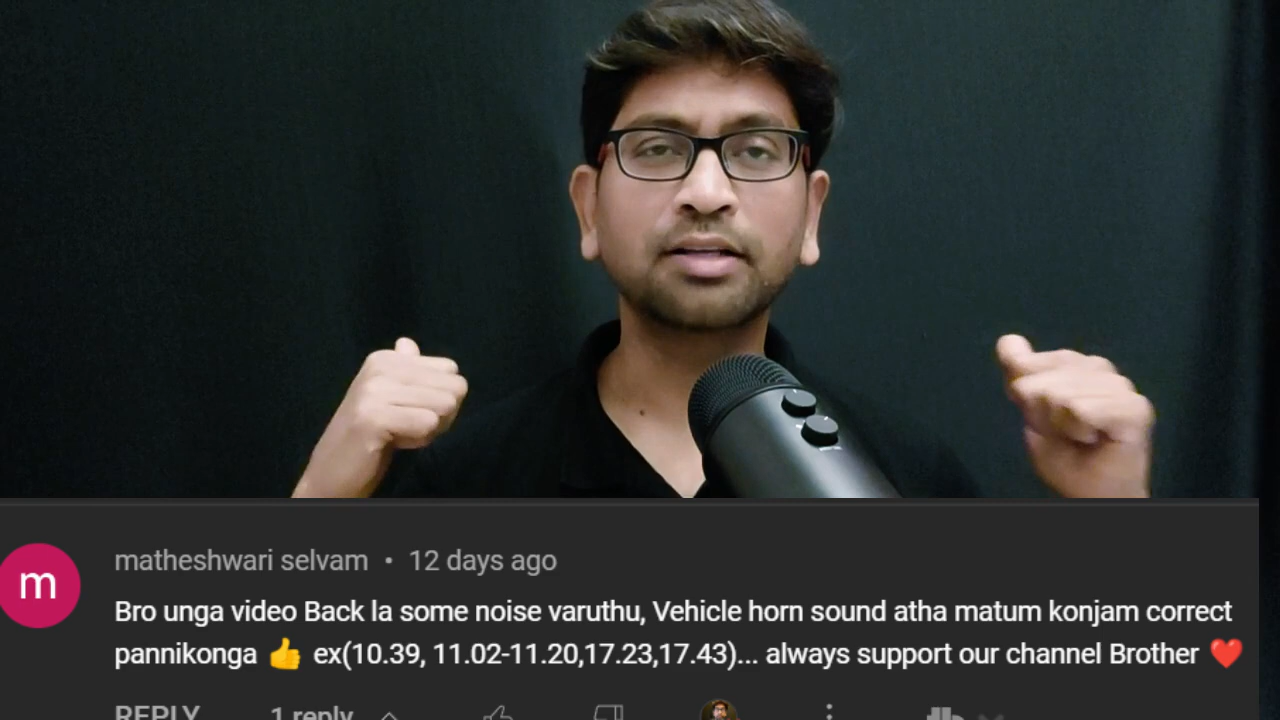 m
matheshwari selvam • 12 days ago
Bro unga video Back la some noise varuthu, Vehicle horn sound atha matum konjam correct
pannikonga 👍 ex(10.39, 11.02-11.20,17.23,17.43)... always support our channel Brother ❤️
REPLY 1 reply